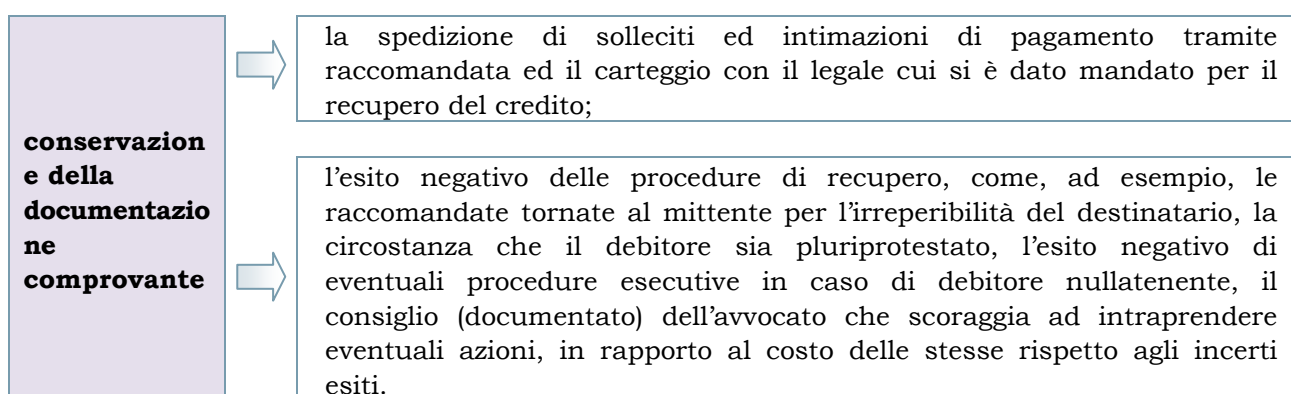 conservazion
e della
documentazio
ne
comprovante
la spedizione di solleciti ed intimazioni di pagamento tramite
raccomandata ed il carteggio con il legale cui si è dato mandato per il
recupero del credito;
l’esito negativo delle procedure di recupero, come, ad esempio, le
raccomandate tornate al mittente per l’irreperibilità del destinatario, la
circostanza che il debitore sia pluriprotestato, l’esito negativo di
eventuali procedure esecutive in caso di debitore nullatenente, il
consiglio (documentato) dell’avvocato che scoraggia ad intraprendere
eventuali azioni, in rapporto al costo delle stesse rispetto agli incerti
esiti.